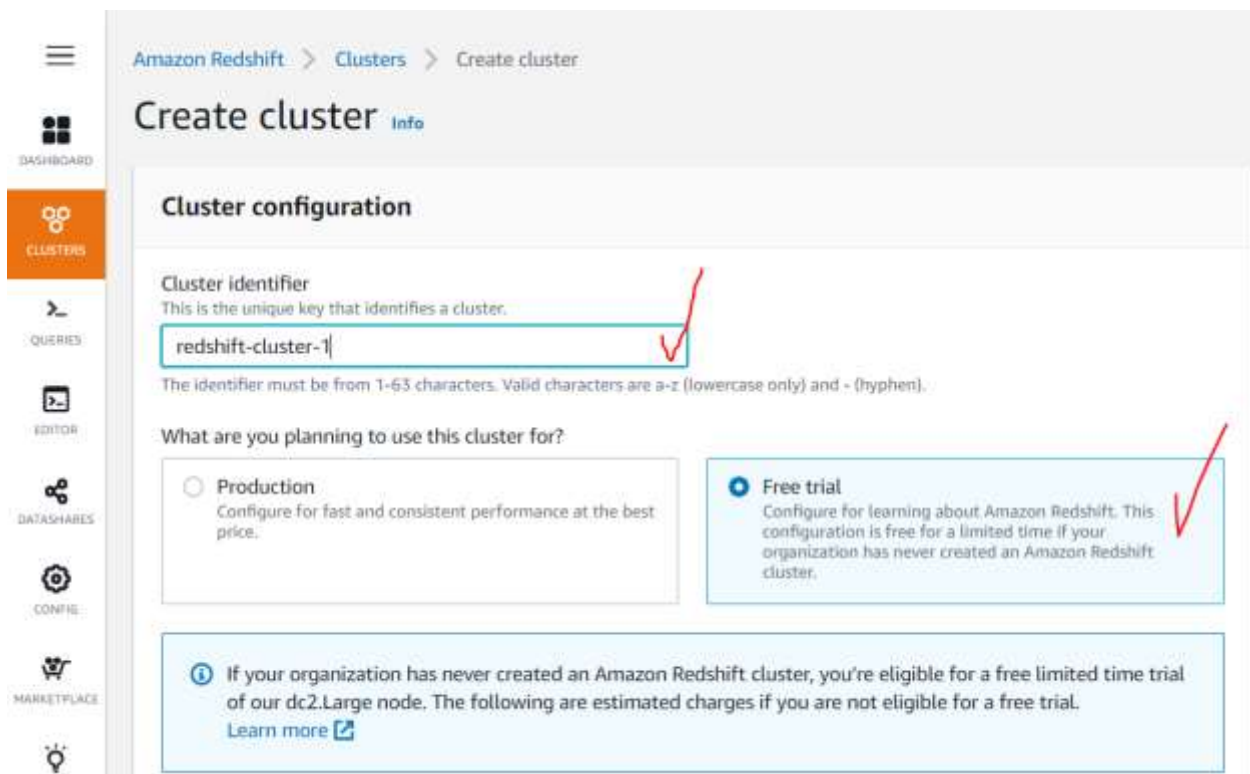 Amazon Redshift > Clusters > Create cluster
Create cluster Info
DASHBOARD
CLUSTERS
QUERIES
EDITOR
DATASHARES
CONFIG
MARKETPLACE
Cluster configuration
Cluster identifier
This is the unique key that identifies a cluster.
redshift-cluster-1
The identifier must be from 1-63 characters. Valid characters are a-z (lowercase only) and - (hyphen).
What are you planning to use this cluster for?
Production
Configure for fast and consistent performance at the best
price.
Free trial
Configure for learning about Amazon Redshift. This
configuration is free for a limited time if your
organization has never created an Amazon Redshift
cluster.
If your organization has never created an Amazon Redshift cluster, you're eligible for a free limited time trial
of our dc2.Large node. The following are estimated charges if you are not eligible for a free trial.
Learn more